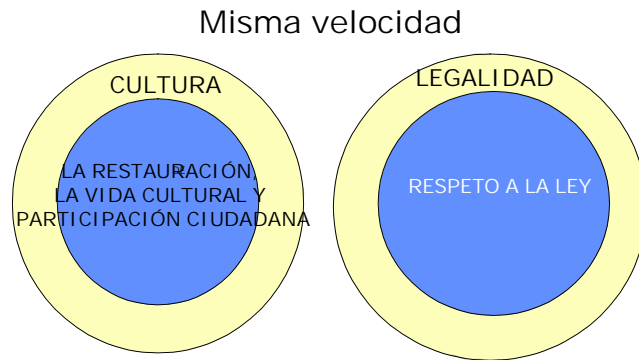 Misma velocidad
CULTURA
LA RESTAURACIÓN,
LA VIDA CULTURAL Y
PARTICIPACIÓN CIUDADANA
LEGALIDAD
RESPETO A LA LEY